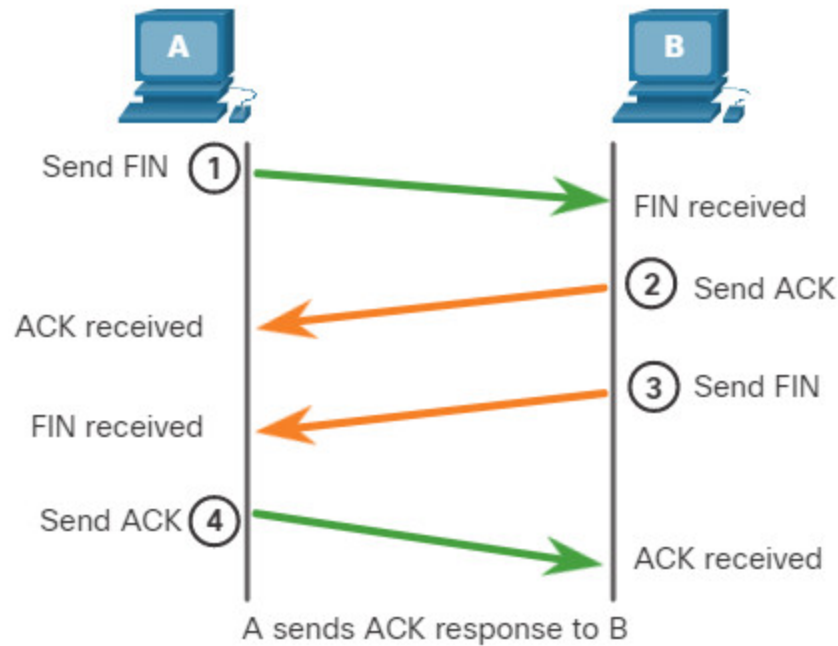 A
B
Send FIN 1
FIN received
2 Send ACK
ACK received
3 Send FIN
FIN received
Send ACK 4
ACK received
A sends ACK response to B